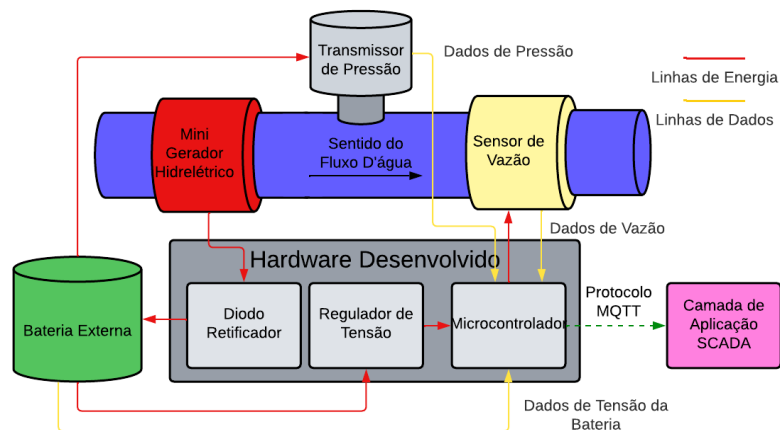 Transmissor
de Pressão
Dados de Pressão
Linhas de Energia
Linhas de Dados
Mini
Gerador
Hidrelétrico
Sentido do
Fluxo D'água
Sensor de
Vazão
Dados de Vazão
Hardware Desenvolvido
Bateria Externa
Diodo
Retificador
Regulador de
Tensão
Microcontrolador
Protocolo
MQTT
Camada de
Aplicação
SCADA
Dados de Tensão da
Bateria